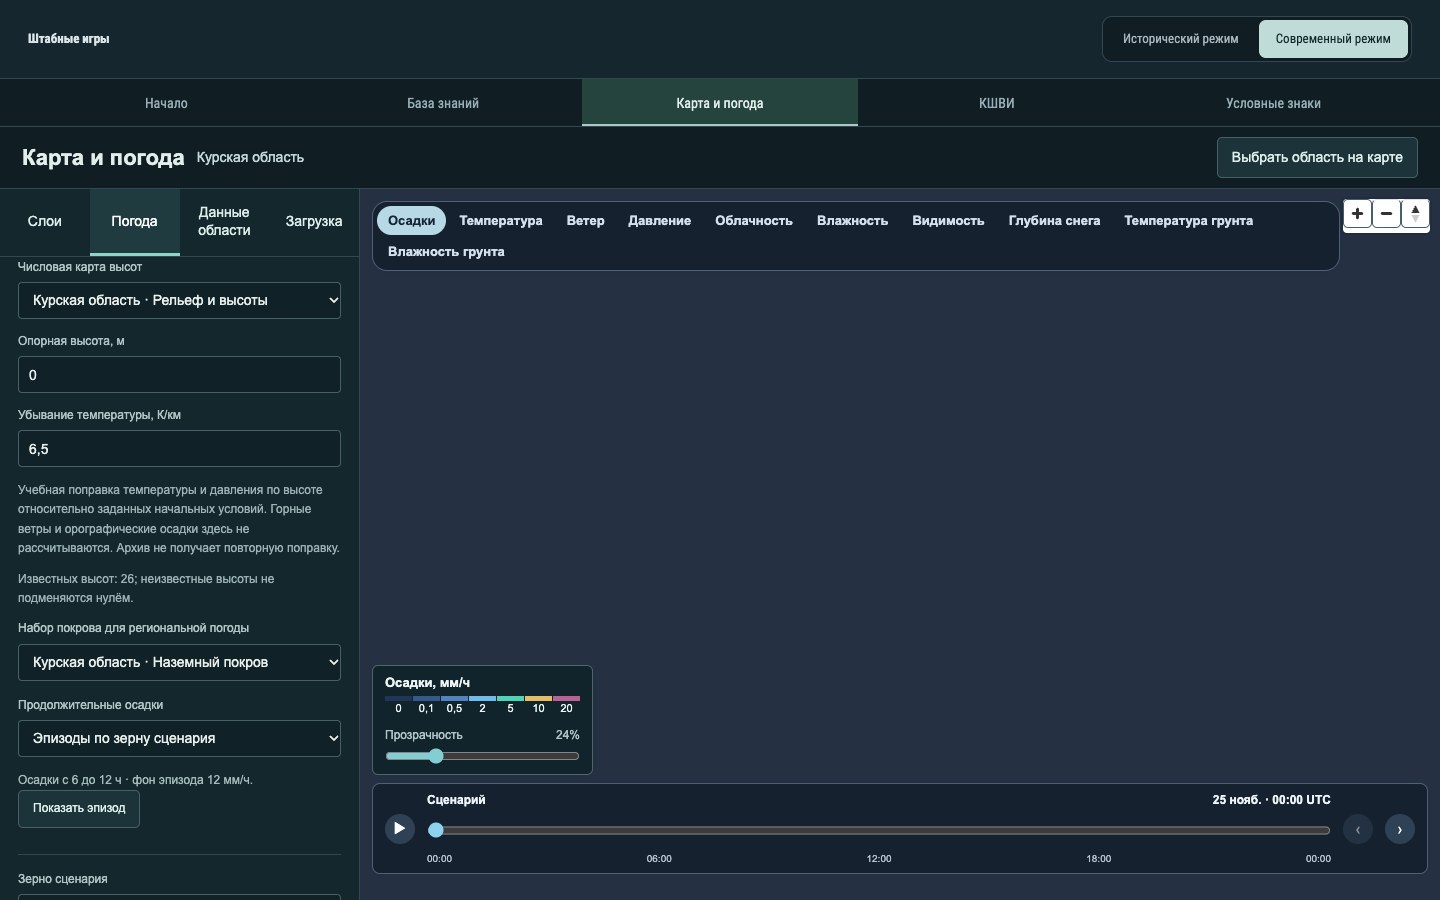 Штабные игры
Исторический режим
Современный режим
Начало
База знаний
Карта и погода
КШВИ
Условные знаки
Карта и погода
Курская область
Выбрать область на карте
Слои
Погода
Данные
области
Загрузка
Числовая карта высот
Курская область · Рельеф и высоты
Опорная высота, м
0
Убывание температуры, К/км
6,5
Учебная поправка температуры и давления по высоте
относительно заданных начальных условий. Горные
ветры и орографические осадки здесь не
рассчитываются. Архив не получает повторную поправку.
Известных высот: 26; неизвестные высоты не
подменяются нулём.
Набор покрова для региональной погоды
Курская область · Наземный покров
Продолжительные осадки
Эпизоды по зерну сценария
Осадки с 6 до 12 ч · фон эпизода 12 мм/ч.
Показать эпизод
Зерно сценария
Осадки
Температура
Ветер
Давление
Облачность
Влажность
Видимость
Глубина снега
Температура грунта
Влажность грунта
Осадки, мм/ч
0 0,1 0,5 2 5 10 20
Прозрачность 24%
Сценарий
25 нояб. · 00:00 UTC
00:00 06:00 12:00 18:00 00:00